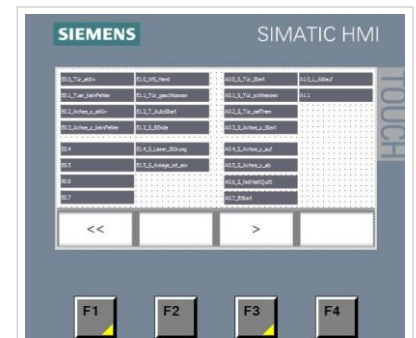 SIEMENS
SIMATIC HMI
TOUCH
E0.0_Tür_aktiv
E1.0_XFS_Hand
A0.0_S_Tür_Start
A1.0_L_Ablauf
E0.1_Tuer_keinFehler
E1.1_Tür_geschlossen
A0.1_S_Tür_schliessen
A1.1
E0.2_Achse_z_aktiv
E1.2_T_AutoStart
A0.2_S_Tür_oeffnen
E0.3_Achse_z_keinFehler
E1.3_S_BlInde
A0.3_S_Achse_z_Start
E0.4
E1.4_S_Laser_Störung
A0.4_S_Achse_z_auf
E0.5
E1.5_S_Anlage_ist_ein
A0.5_S_Achse_z_ab
E0.6
A0.6_S_NotHaltQuitt
E0.7
A0.7_BStart
<<
>
F1
F2
F3
F4